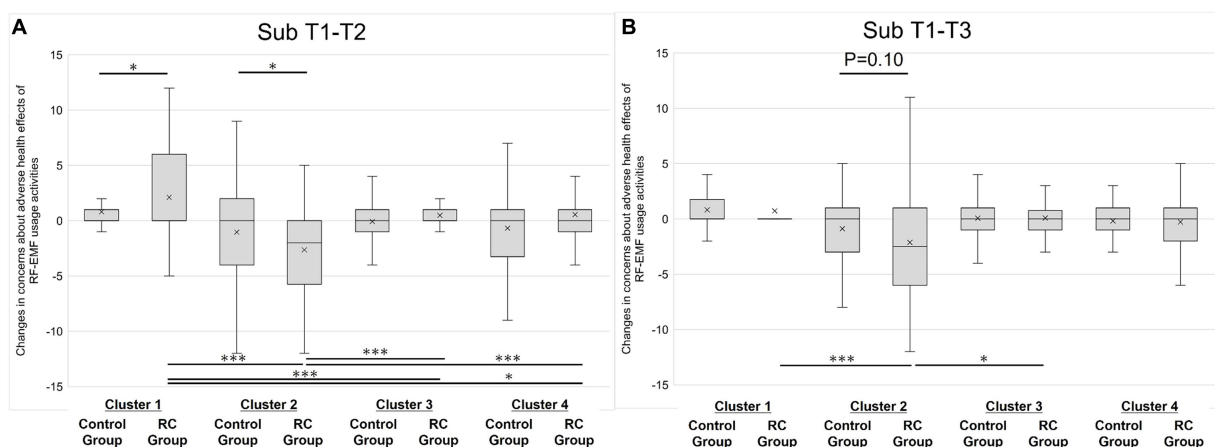 A
Sub T1-T2
Changes in concerns about adverse health effects of
RF-EMF usage activities
15
10
5
0
-5
-10
-15
*
*
***
***
***
***
*
Cluster 1
Cluster 2
Cluster 3
Cluster 4
Control
Group
RC
Group
Control
Group
RC
Group
Control
Group
RC
Group
Control
Group
RC
Group
B
Sub T1-T3
Changes in concerns about adverse health effects of
RF-EMF usage activities
15
10
5
0
-5
-10
-15
P=0.10
***
*
Cluster 1
Cluster 2
Cluster 3
Cluster 4
Control
Group
RC
Group
Control
Group
RC
Group
Control
Group
RC
Group
Control
Group
RC
Group